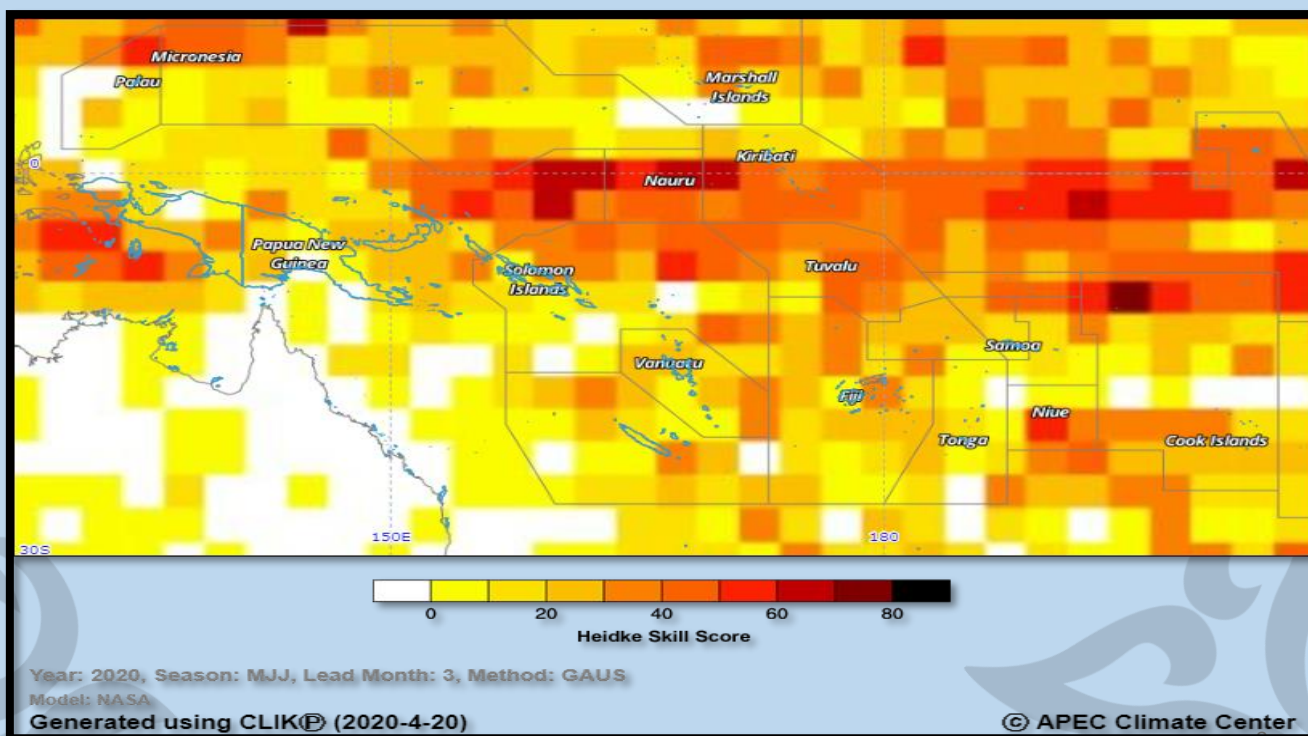 Micronesia
Palau
Marshall
Islands
0
Kiribati
Nauru
Papua New
Guinea
Solomon
Islands
Tuvalu
Samoa
Vanuatu
Fiji
Niue
Tonga
Cook Islands
30S
150E
180
0 20 40 60 80
Heidke Skill Score
Year: 2020, Season: MJJ, Lead Month: 3, Method: GAUS
Model: NASA
Generated using CLIKⓅ (2020-4-20)
© APEC Climate Center